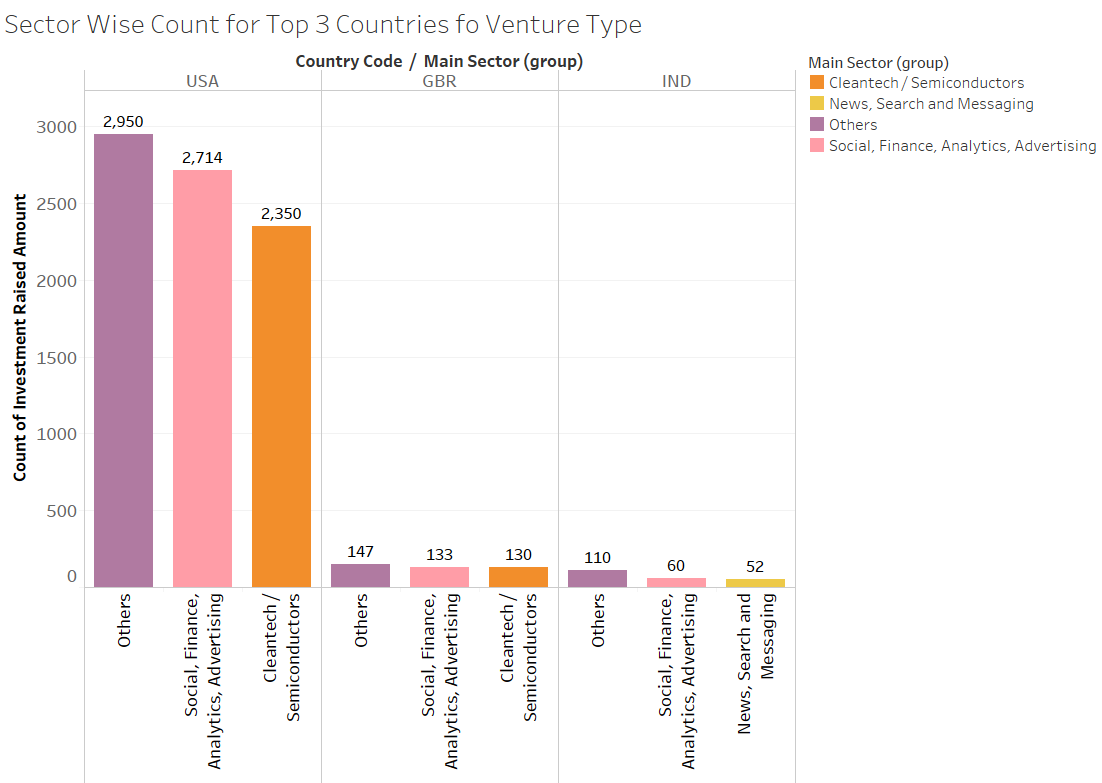 Sector Wise Count for Top 3 Countries fo Venture Type
Country Code / Main Sector (group)
USA
GBR
IND
Main Sector (group)
Cleantech / Semiconductors
News, Search and Messaging
Others
Social, Finance, Analytics, Advertising
Count of Investment Raised Amount
3000
2500
2000
1500
1000
500
0
2,950
2,714
2,350
147
133
130
110
60
52
Others
Social, Finance,
Analytics, Advertising
Cleantech /
Semiconductors
Others
Social, Finance,
Analytics, Advertising
Cleantech /
Semiconductors
Others
Social, Finance,
Analytics, Advertising
News, Search and
Messaging